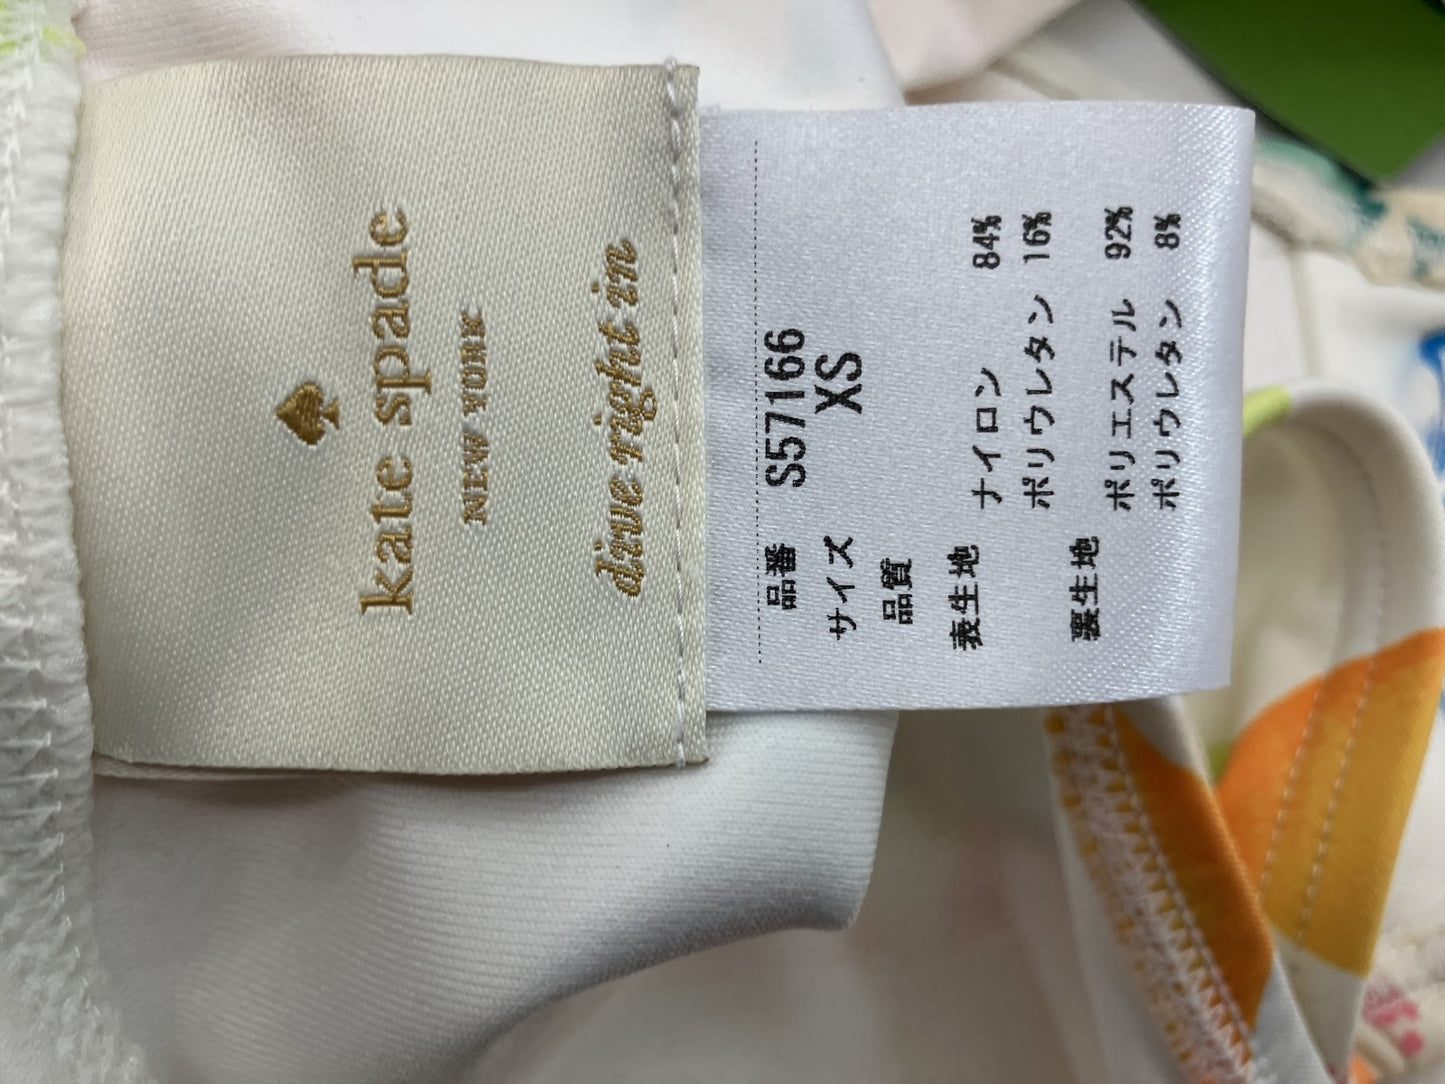 kate spade
NEW YORK
dive right in
品番 S57166
サイズ XS
品質
表生地 ナイロン 84%
ポリウレタン 16%
裏生地 ポリエステル 92%
ポリウレタン 8%